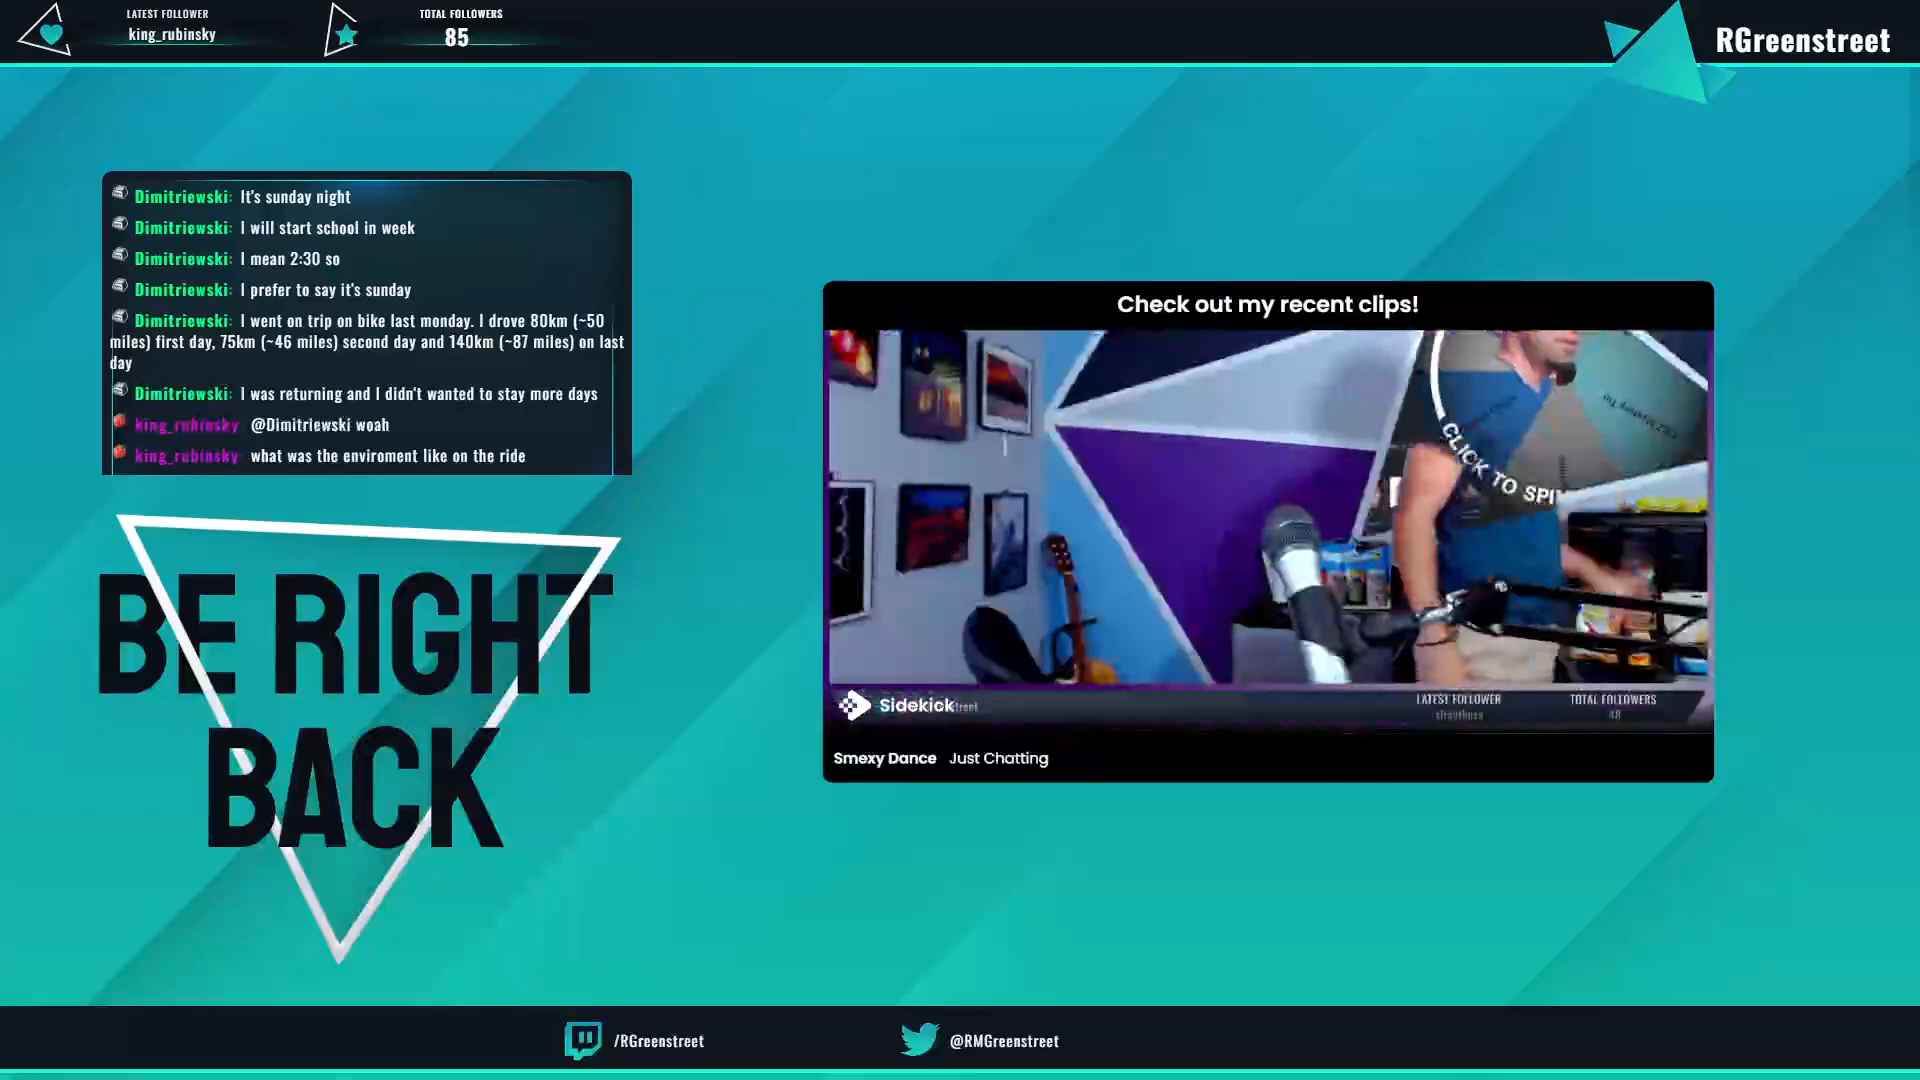 LATEST FOLLOWER
king_rubinsky
TOTAL FOLLOWERS
85
RGreenstreet
Dimitriewski: It's sunday night
Dimitriewski: I will start school in week
Dimitriewski: I mean 2:30 so
Dimitriewski: I prefer to say it's sunday
Dimitriewski: I went on trip on bike last monday. I drove 80km (~50
miles) first day, 75km (~46 miles) second day and 140km (~87 miles) on last
day
Dimitriewski: I was returning and I didn't wanted to stay more days
king_rubinsky: @Dimitriewski woah
king_rubinsky: what was the enviroment like on the ride
BE RIGHT
BACK
Check out my recent clips!
CLICK TO SPI
Sidekick
LATEST FOLLOWER
TOTAL FOLLOWERS
48
Smexy Dance Just Chatting
/RGreenstreet
@RMGreenstreet